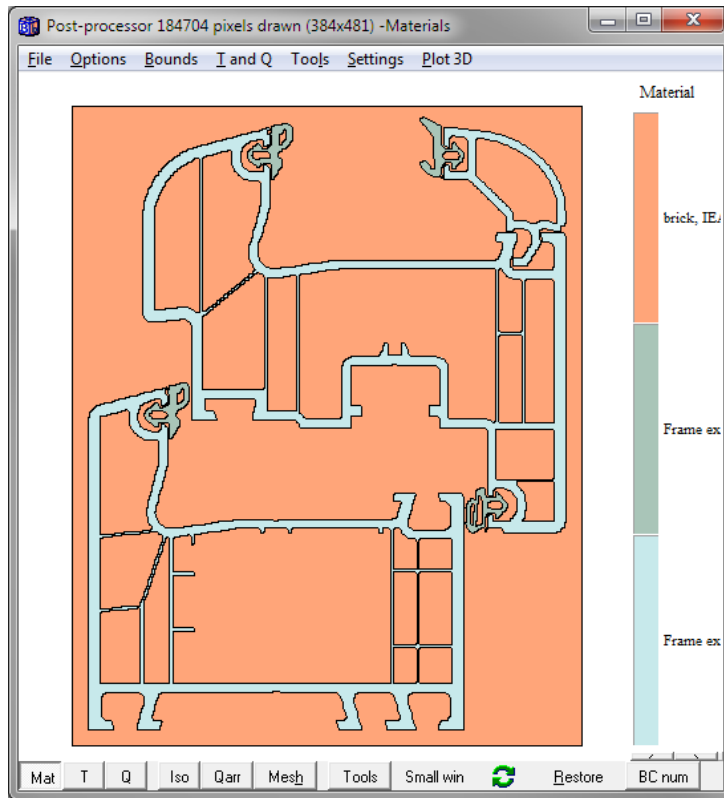 Post-processor 184704 pixels drawn (384x481) -Materials
File Options Bounds T and Q Tools Settings Plot 3D
Material
brick, IEA
Frame ex
Frame ex
Mat T Q Iso Qarr Mesh Tools Small win Restore BC num